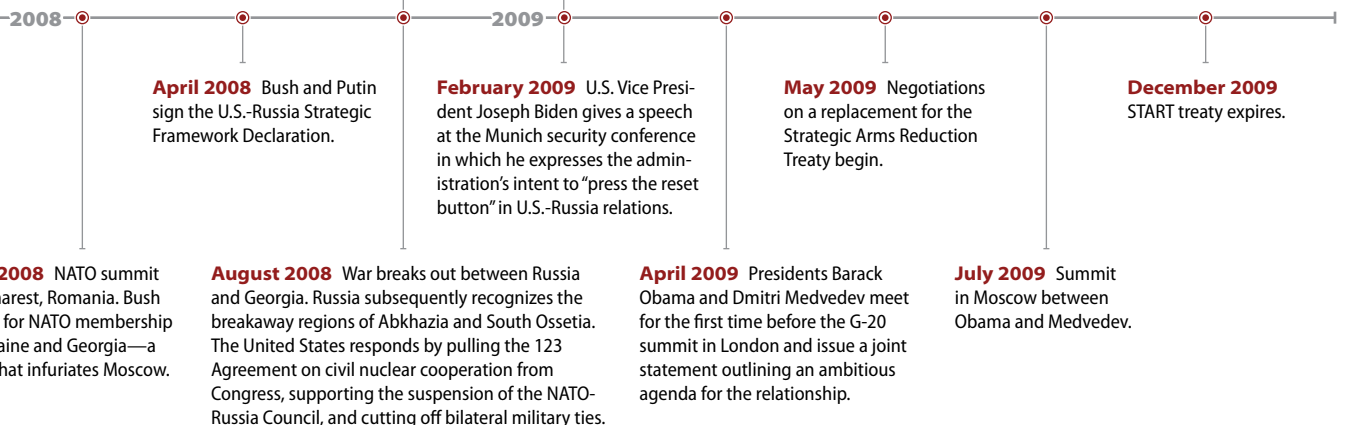 2008
2009
April 2008 Bush and Putin
sign the U.S.-Russia Strategic
Framework Declaration.
February 2009 U.S. Vice Presi-
dent Joseph Biden gives a speech
at the Munich security conference
in which he expresses the admin-
istration’s intent to “press the reset
button” in U.S.-Russia relations.
May 2009 Negotiations
on a replacement for the
Strategic Arms Reduction
Treaty begin.
December 2009
START treaty expires.
2008 NATO summit
Romania. Bush
for NATO membership
and Georgia—a
infuriates Moscow.
August 2008 War breaks out between Russia
and Georgia. Russia subsequently recognizes the
breakaway regions of Abkhazia and South Ossetia.
The United States responds by pulling the 123
Agreement on civil nuclear cooperation from
Congress, supporting the suspension of the NATO-
Russia Council, and cutting off bilateral military ties.
April 2009 Presidents Barack
Obama and Dmitri Medvedev meet
for the first time before the G-20
summit in London and issue a joint
statement outlining an ambitious
agenda for the relationship.
July 2009 Summit
in Moscow between
Obama and Medvedev.